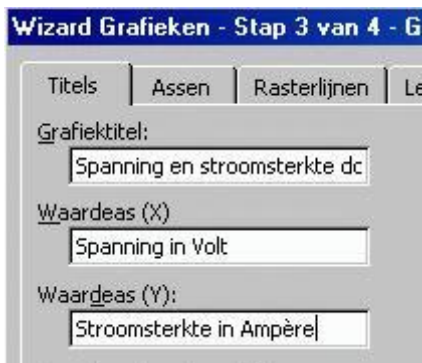 Wizard Grafieken - Stap 3 van 4 - G
Titels Assen Rasterlijnen Le
Grafiektitel:
Spanning en stroomsterkte dc
Waardeas (X)
Spanning in Volt
Waardeas (Y):
Stroomsterkte in Ampère